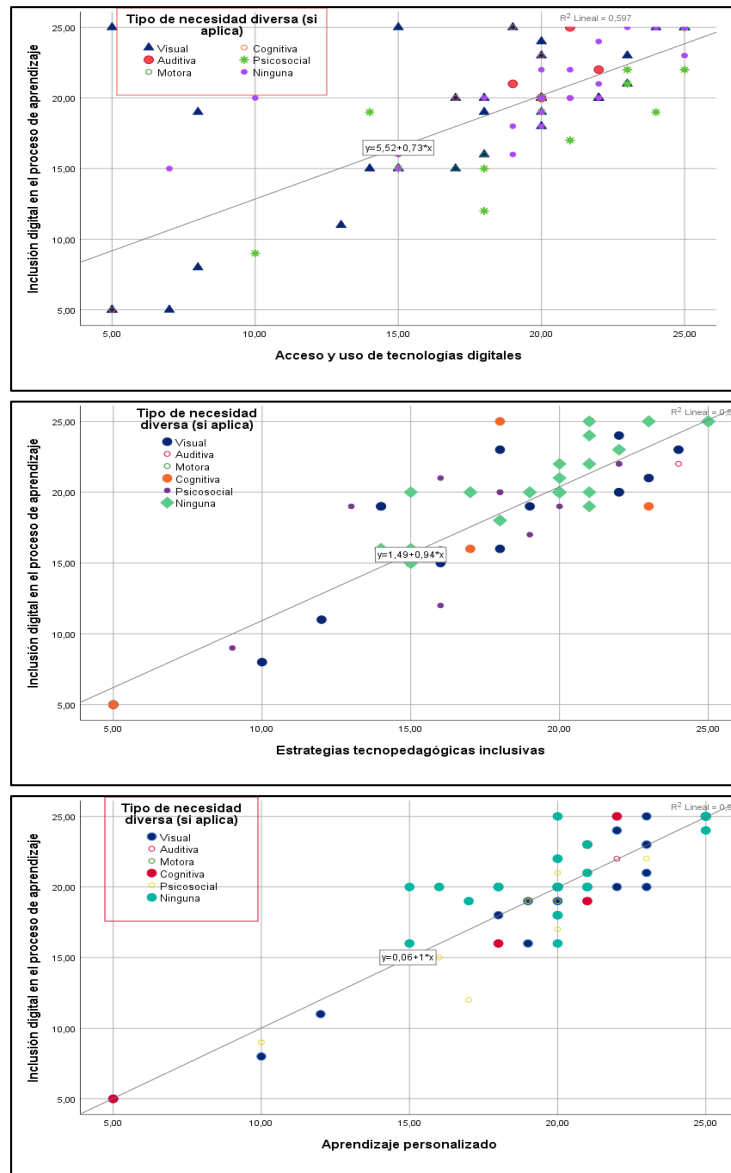 R² Lineal = 0,597
Tipo de necesidad diversa (si
aplica)
Visual
Auditiva
Motora
Cognitiva
Psicosocial
Ninguna
Inclusión digital en el proceso de aprendizaje
25,00
20,00
15,00
10,00
5,00
y=5,52+0,73*x
5,00 10,00 15,00 20,00 25,00
Acceso y uso de tecnologías digitales
Tipo de necesidad
diversa (si aplica)
Visual
Auditiva
Motora
Cognitiva
Psicosocial
Ninguna
R² Lineal =
Inclusión digital en el proceso de aprendizaje
25,00
20,00
15,00
10,00
5,00
y=1,49+0,94*x
5,00 10,00 15,00 20,00 25,00
Estrategias tecnopedagógicas inclusivas
Tipo de necesidad
diversa (si aplica)
Visual
Auditiva
Motora
Cognitiva
Psicosocial
Ninguna
R² Lineal =
Inclusión digital en el proceso de aprendizaje
25,00
20,00
15,00
10,00
5,00
y=0,06+1*x
5,00 10,00 15,00 20,00 25,00
Aprendizaje personalizado